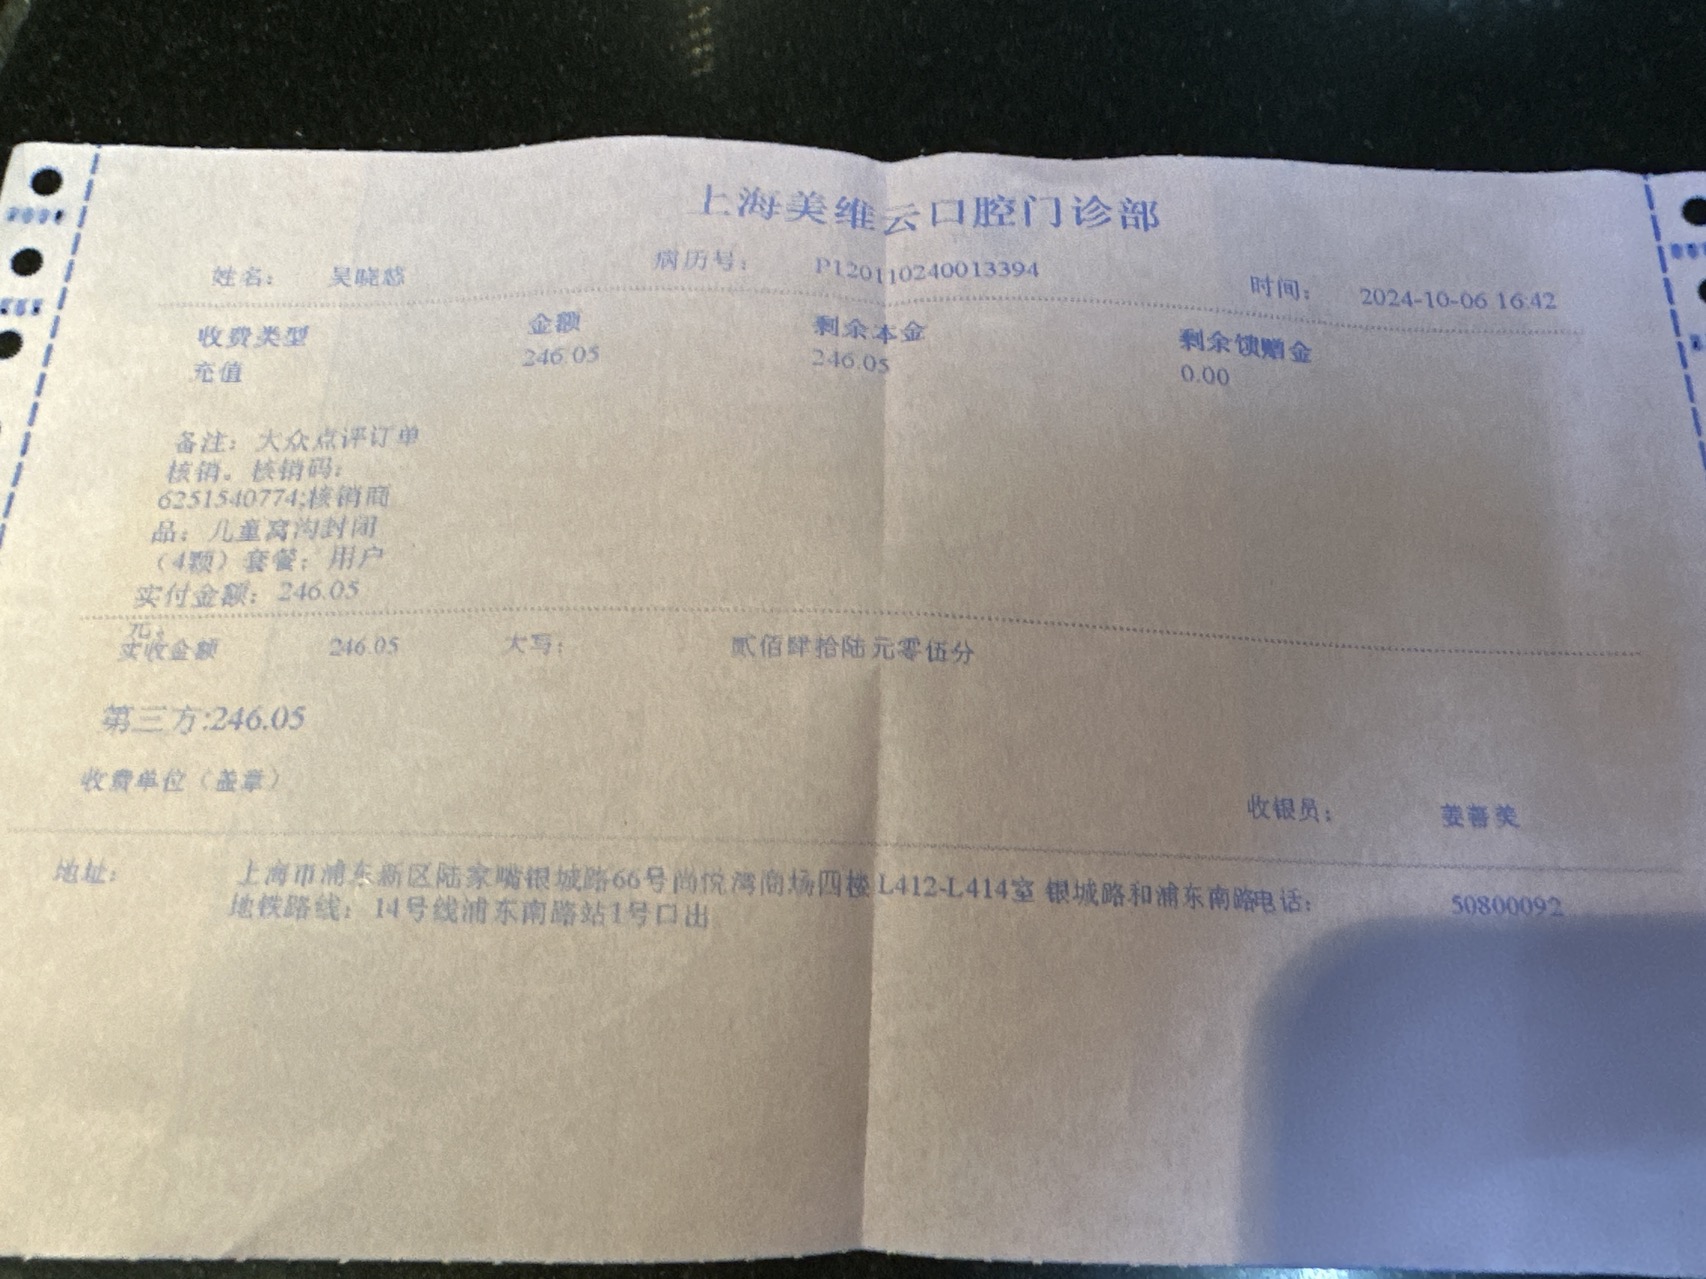 上海美维云口腔门诊部
姓名： 吴晓悠 病历号： P120110240013394 时间： 2024-10-06 16:42
收费类型 金额 剩余本金 剩余馈赠金
充值 246.05 246.05 0.00
备注：大众点评订单
核销。核销码：
6251540774;核销商
品：儿童窝沟封闭
（4颗）套餐；用户
实付金额：246.05
元。
实收金额 246.05 大写： 贰佰肆拾陆元零伍分
第三方:246.05
收费单位（盖章）
收银员： 姜善美
地址： 上海市浦东新区陆家嘴银城路66号尚悦湾商场四楼 L412-L414室 银城路和浦东南路 电话： 50800092
地铁路线：14号线浦东南路站1号口出